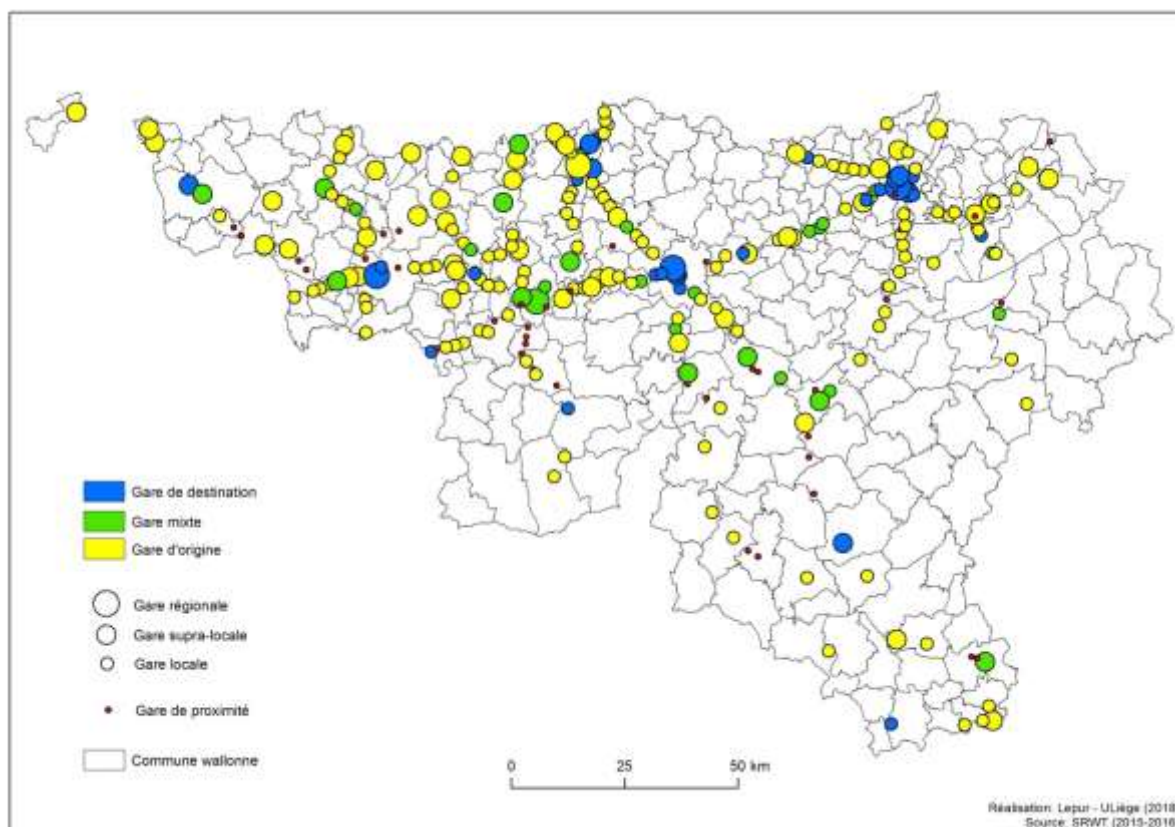 Gare de destination
Gare mixte
Gare d'origine
Gare régionale
Gare supra-locale
Gare locale
Gare de proximité
Commune wallonne
0 25 50 km
Réalisation: Lepur - ULiège (2018
Source: SRWT (2015-2016